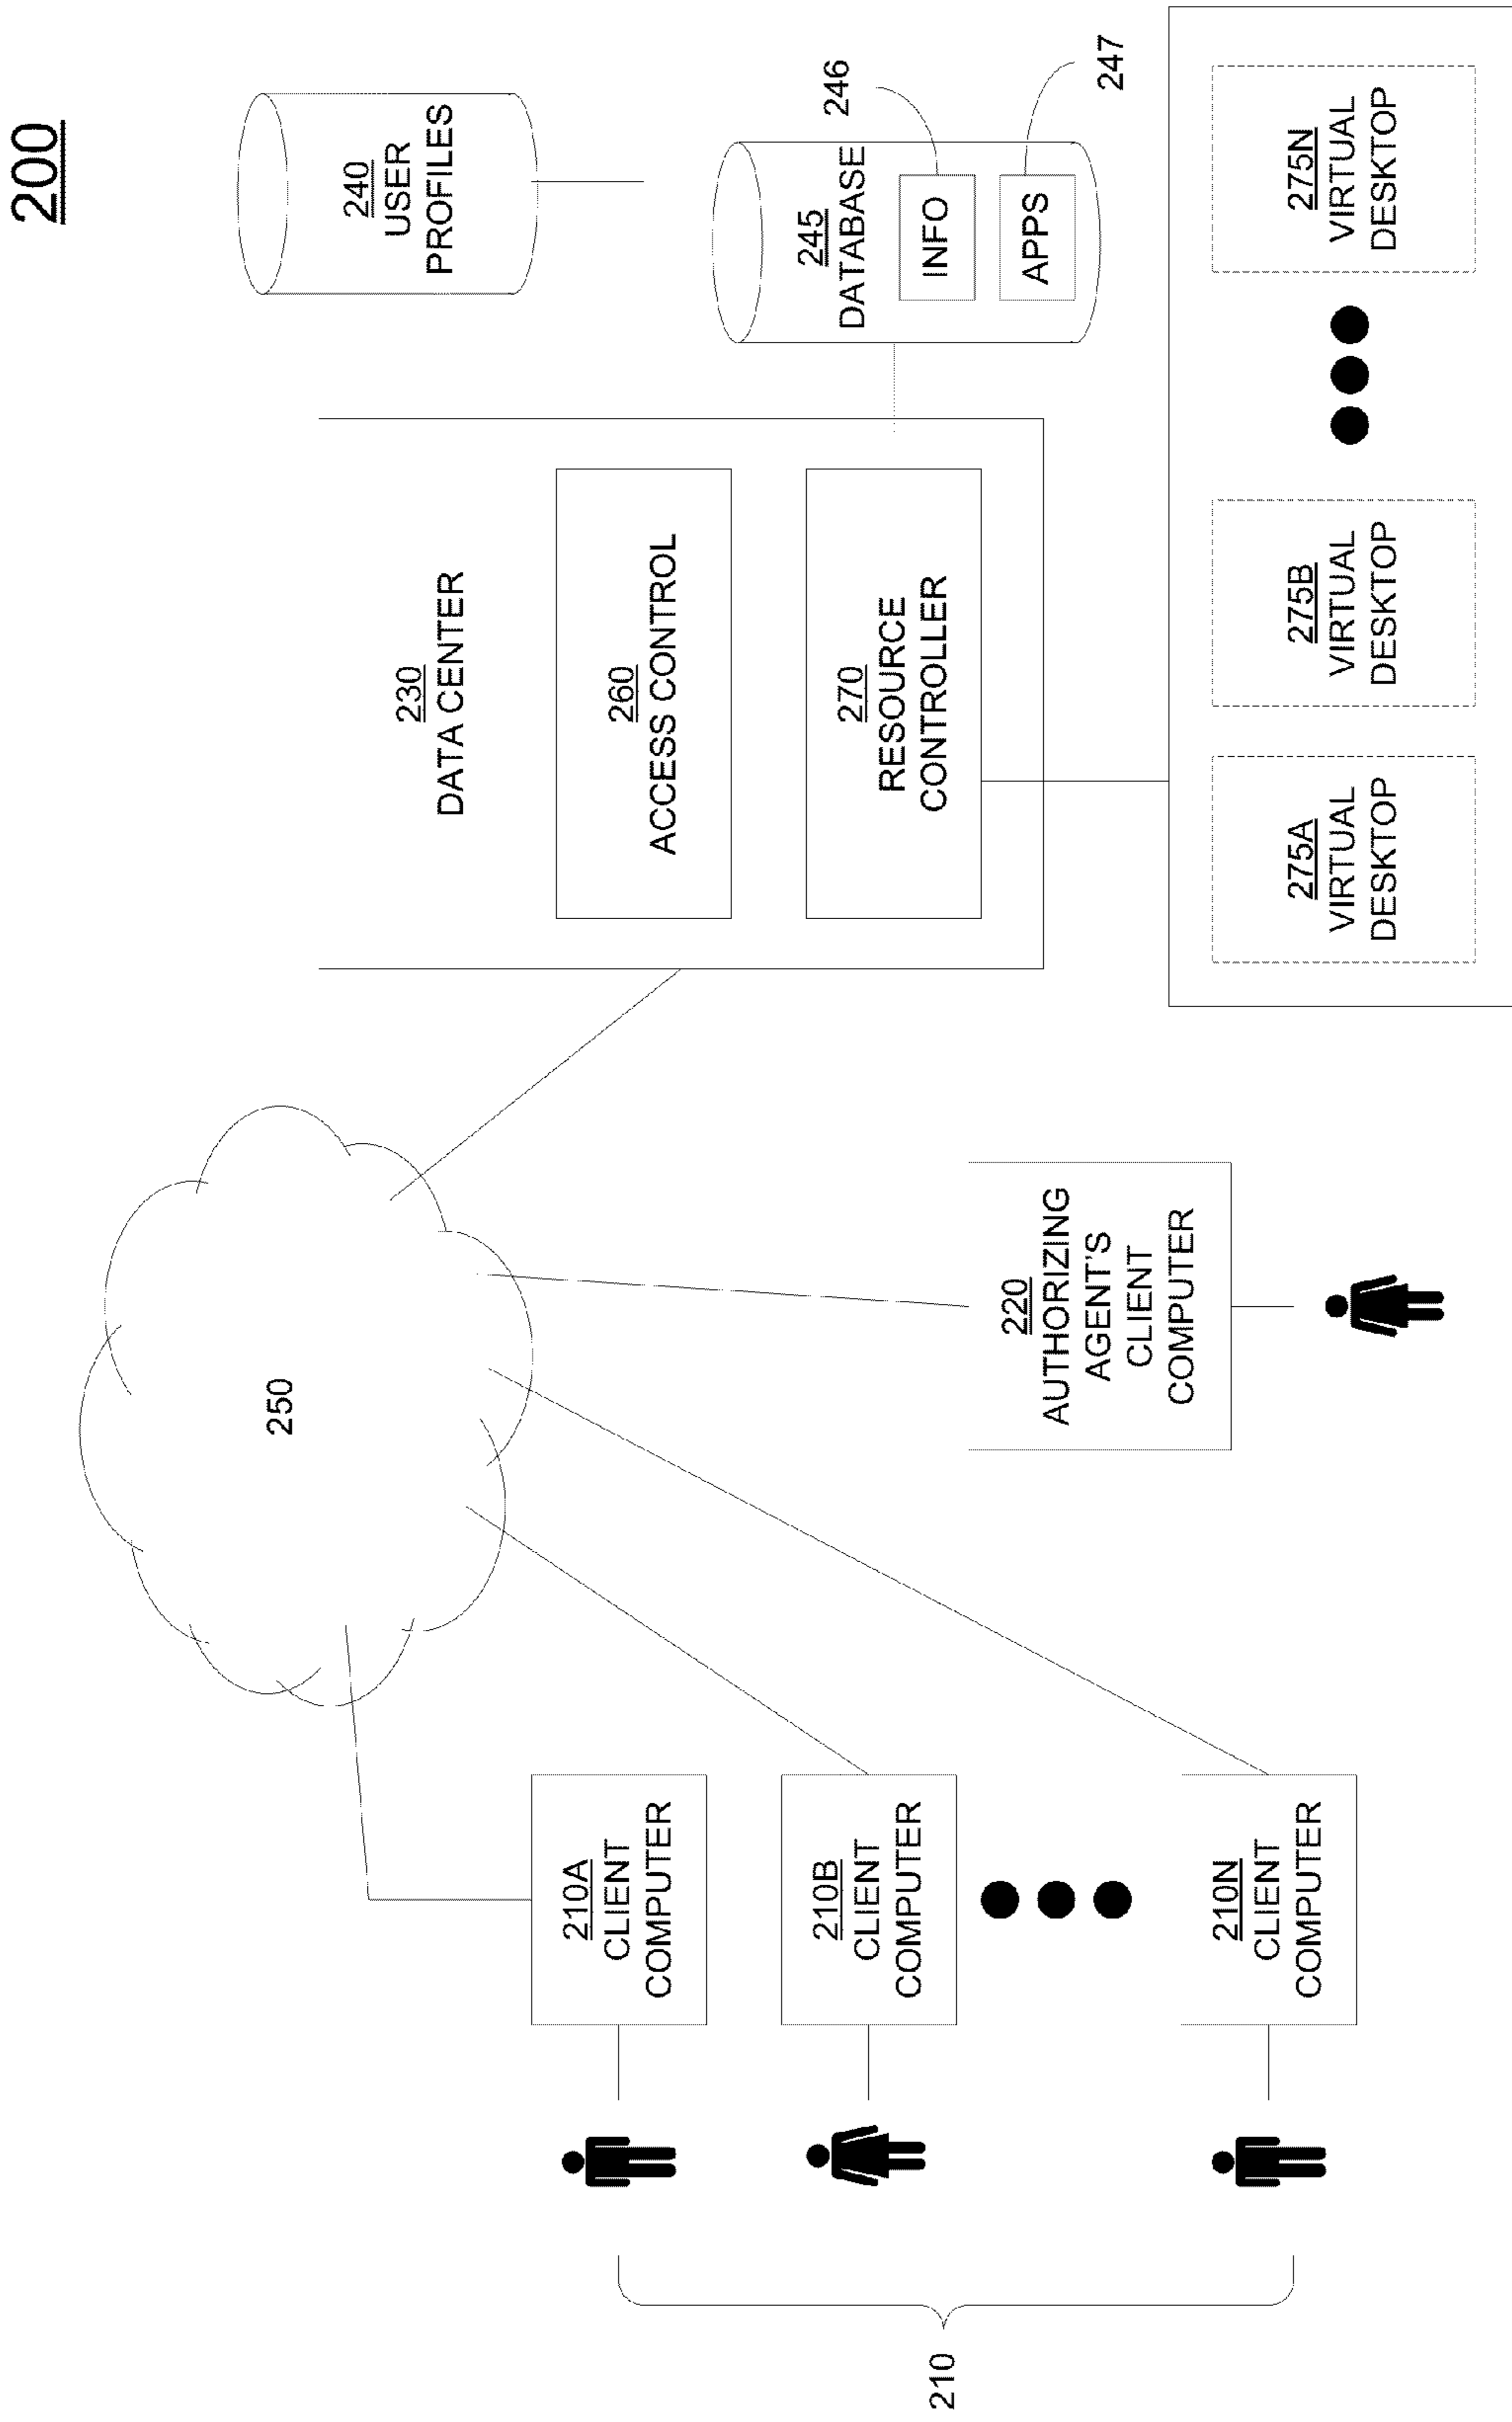 200
250
210
210A
CLIENT
COMPUTER
210B
CLIENT
COMPUTER
210N
CLIENT
COMPUTER
220
AUTHORIZING
AGENT'S
CLIENT
COMPUTER
230
DATA CENTER
260
ACCESS CONTROL
270
RESOURCE
CONTROLLER
240
USER
PROFILES
245
DATABASE
INFO
246
APPS
247
275A
VIRTUAL
DESKTOP
275B
VIRTUAL
DESKTOP
275N
VIRTUAL
DESKTOP